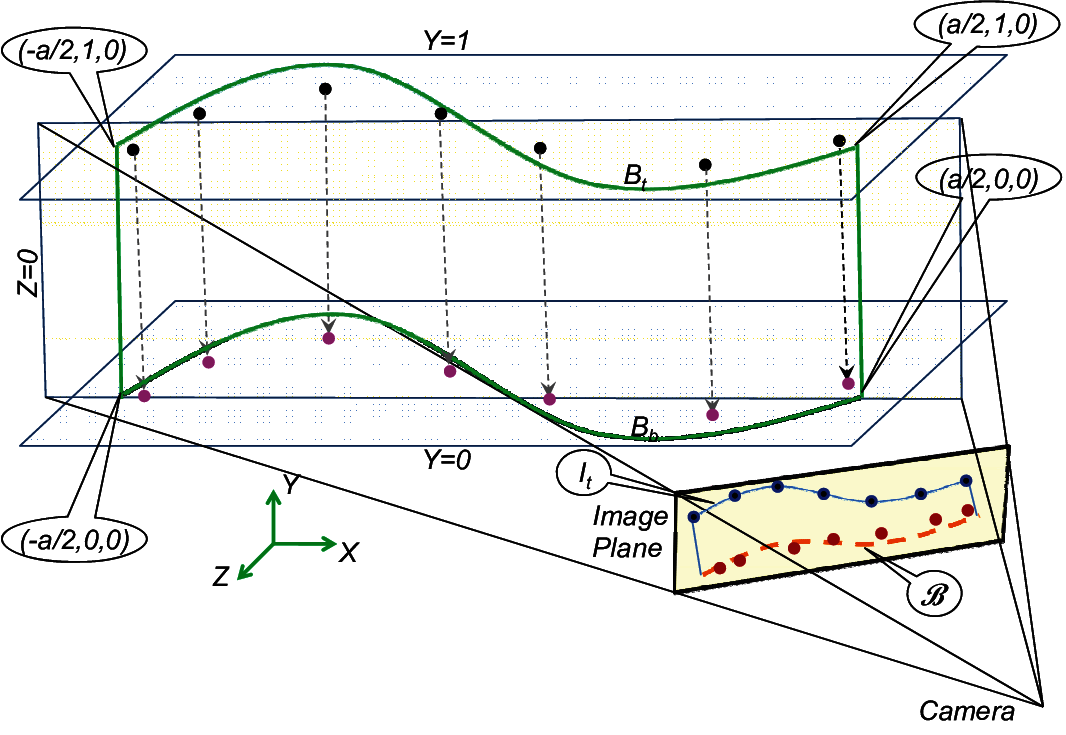 Y=1
(-a/2,1,0)
(a/2,1,0)
B_t
(a/2,0,0)
Z=0
B_b
Y=0
I_t
Image
Plane
Y
X
Z
(-a/2,0,0)
ℬ
Camera